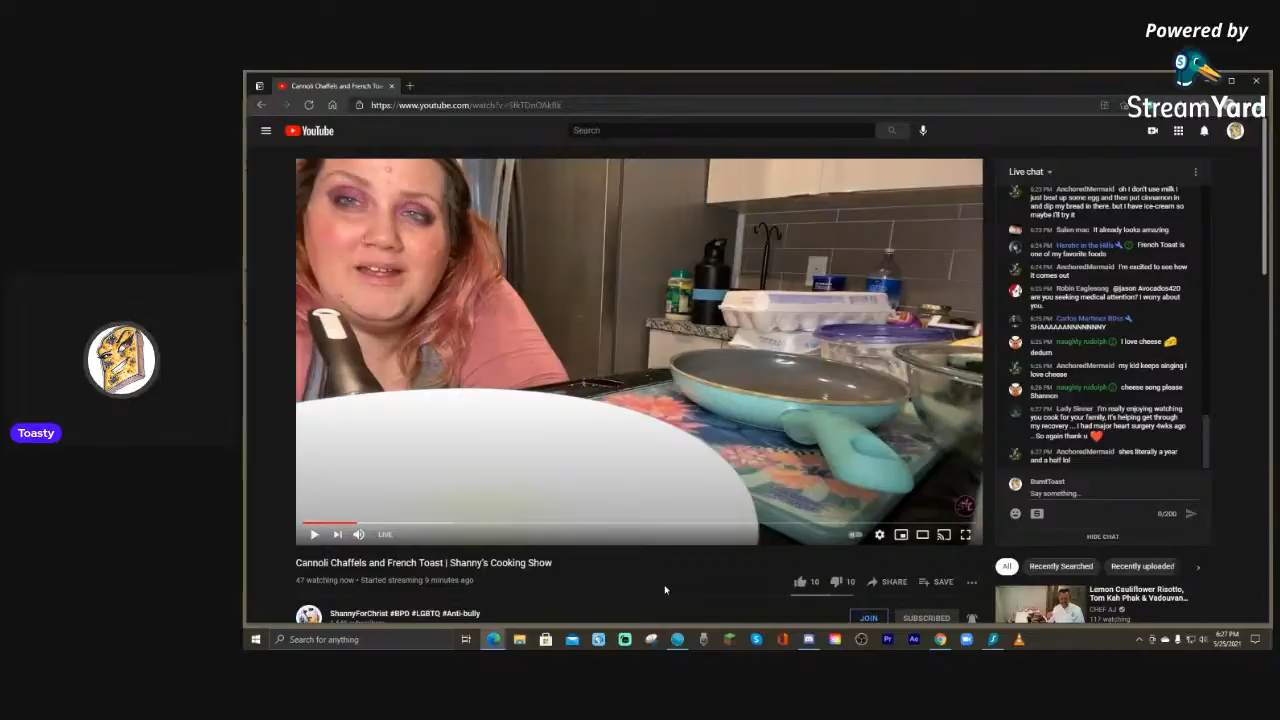 Powered by
StreamYard
Cannoli Chaffels and French Toa
https://www.youtube.com/watch?v=
YouTube
Search
Live chat
AnchoredMermaid oh I don't use milk I
just beat up some egg and then put cinnamon in
and dip my bread in there. but I have ice-cream so
maybe I'll try it
6:23 PM Salen mac It already looks amazing
6:24 PM Heretic in the Hills French Toast is
one of my favorite foods
6:24 PM AnchoredMermaid I'm excited to see how
it comes out
6:25 PM Robin Eaglesong @jason Avocados420
are you seeking medical attention? I worry about
you.
6:25 PM Carlos Martinez Bliss
SHAAAAANNNNNNNY
6:25 PM naughty rudolph I love cheese
dedum
6:25 PM AnchoredMermaid my kid keeps singing I
love cheese
6:26 PM naughty rudolph cheese song please
Shannon
6:27 PM Lady Sinner I'm really enjoying watching
you cook for your family, it's helping get through
my recovery ... I had major heart surgery 4wks ago
.. So again thank u
6:27 PM AnchoredMermaid shes literally a year
and a half lol
BurntToast
Say something...
0/200
HIDE CHAT
Toasty
LIVE
Cannoli Chaffels and French Toast | Shanny's Cooking Show
47 watching now • Started streaming 9 minutes ago
16
10
SHARE
SAVE
ShannyForChrist #BPD #LGBTQ #Anti-bully
JOIN
SUBSCRIBED
All
Recently Searched
Recently uploaded
Lemon Cauliflower Risotto,
Tom Kah Phak & Vadouvan...
CHEF AJ
117 watching
Search for anything
6:27 PM
5/25/2021